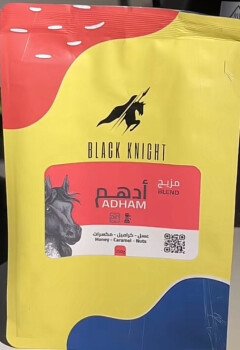 BLACK KNIGHT
مزيج
BLEND
أدهم
ADHAM
عسل - كراميل - مكسرات
Honey - Caramel - Nuts